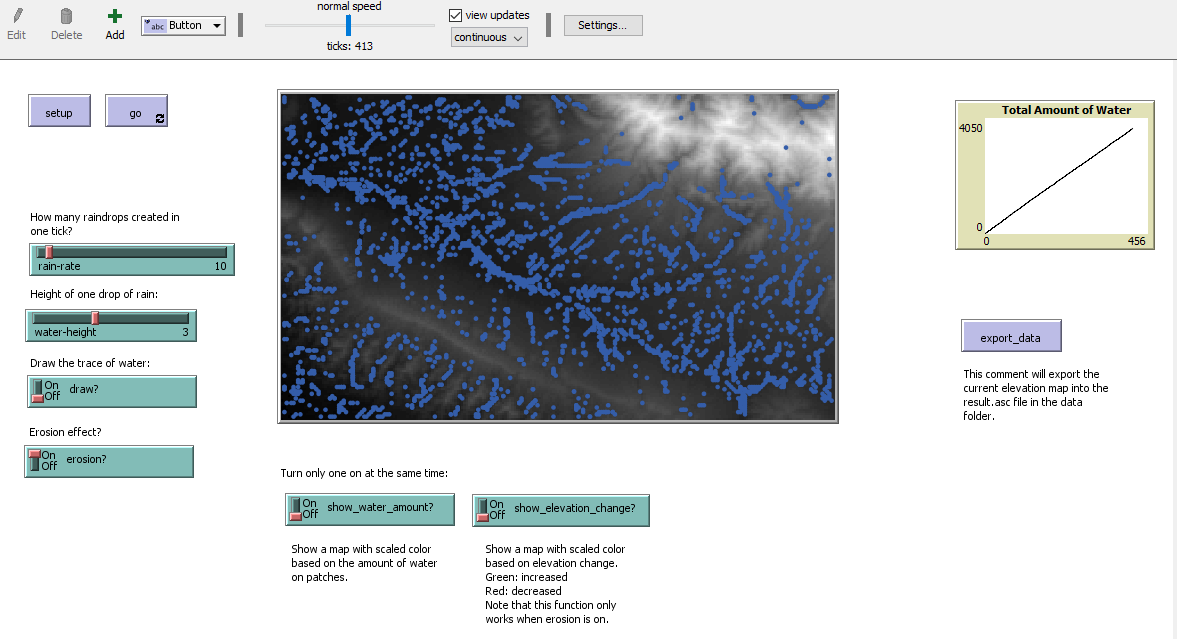 Edit
Delete
Add
abc Button
normal speed
ticks: 413
view updates
continuous
Settings...
setup
go
How many raindrops created in
one tick?
rain-rate 10
Height of one drop of rain:
water-height 3
Draw the trace of water:
On
Off
draw?
Erosion effect?
On
Off
erosion?
Total Amount of Water
4050
0
0 456
export_data
This comment will export the
current elevation map into the
result.asc file in the data
folder.
Turn only one on at the same time:
On
Off
show_water_amount?
Show a map with scaled color
based on the amount of water
on patches.
On
Off
show_elevation_change?
Show a map with scaled color
based on elevation change.
Green: increased
Red: decreased
Note that this function only
works when erosion is on.